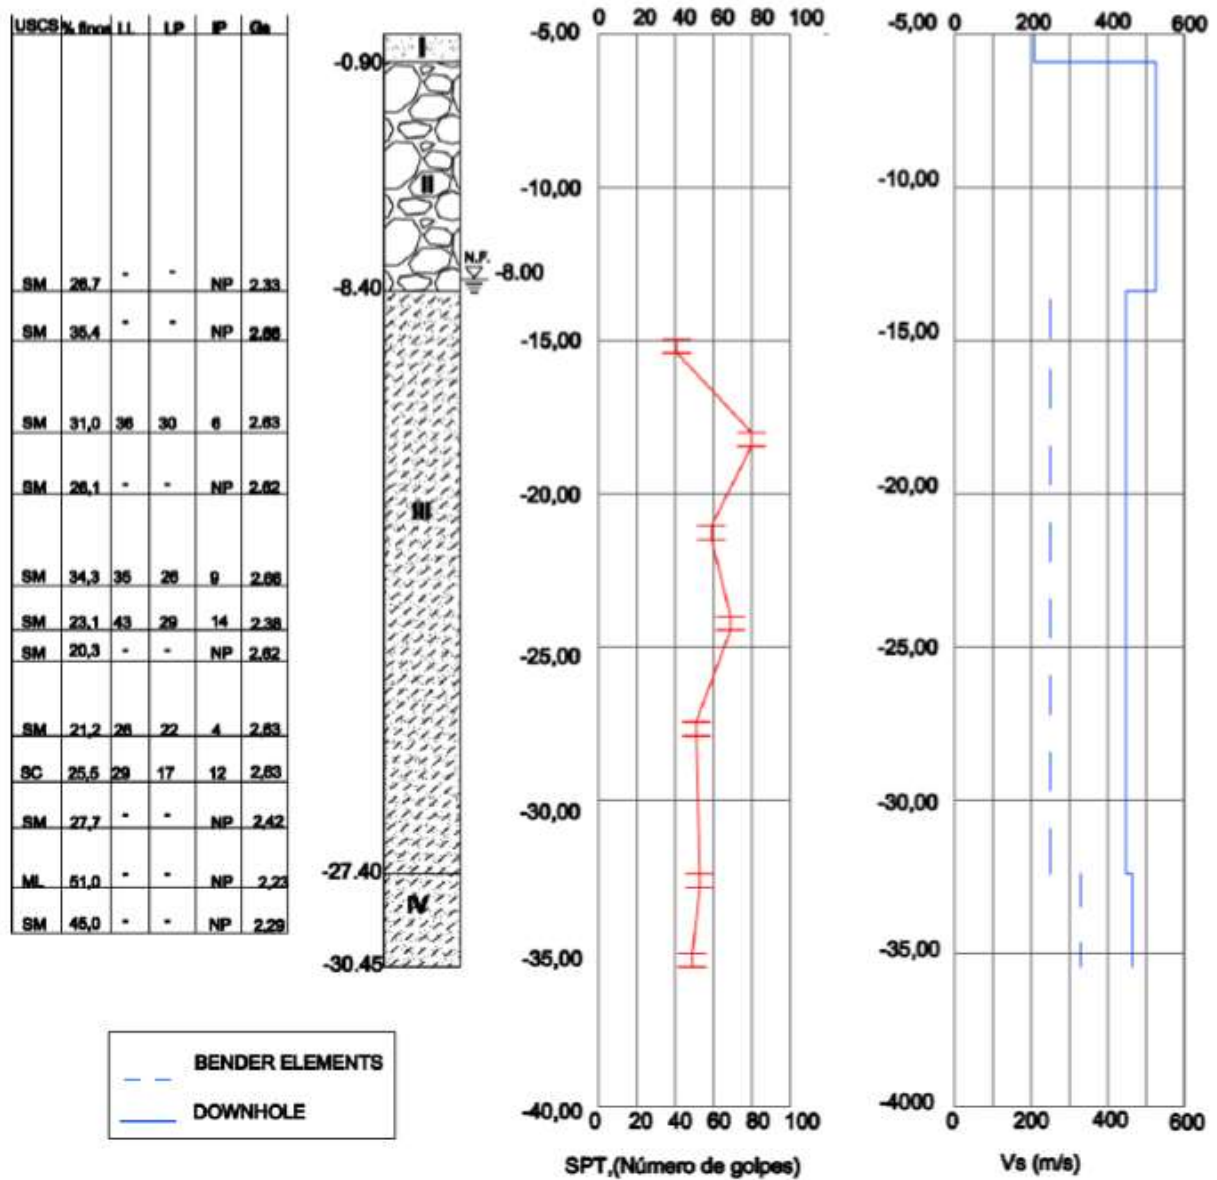 USCS % finos LL LP IP Gs
SM 26.7 - - NP 2.33
SM 35.4 - - NP 2.66
SM 31,0 36 30 6 2.63
SM 26,1 - - NP 2.62
SM 34,3 35 26 9 2.66
SM 23,1 43 29 14 2.38
SM 20,3 - - NP 2.62
SM 21,2 26 22 4 2.63
SC 25,5 29 17 12 2,63
SM 27,7 - - NP 2,42
ML 51,0 - - NP 2,23
SM 45,0 - - NP 2.29
I
-0.90
II
N.F.
-8.00
-8.40
III
-27.40
IV
-30.45
BENDER ELEMENTS
DOWNHOLE
0 20 40 60 80 100
-5,00
-10,00
-15,00
-20,00
-25,00
-30,00
-35,00
-40,00
0 20 40 60 80 100
SPT,(Número de golpes)
0 200 400 600
-5,00
-10,00
-15,00
-20,00
-25,00
-30,00
-35,00
-4000
0 200 400 600
Vs (m/s)